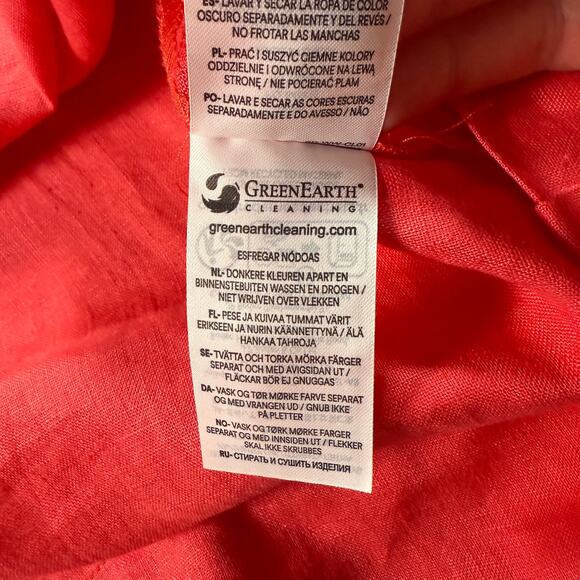 ES- LAVAR Y SECAR LA ROPA DE COLOR
OSCURO SEPARADAMENTE Y DEL REVÉS /
NO FROTAR LAS MANCHAS
PL- PRAĆ I SUSZYĆ CIEMNE KOLORY
ODDZIELNIE I ODWRÓCONE NA LEWĄ
STRONĘ / NIE POCIERAĆ PLAM
PO- LAVAR E SECAR AS CORES ESCURAS
SEPARADAMENTE E DO AVESSO / NÃO
GREENEARTH®
CLEANING
greenearthcleaning.com
ESFREGAR NÓDOAS
NL- DONKERE KLEUREN APART EN
BINNENSTEBUITEN WASSEN EN DROGEN /
NIET WRIJVEN OVER VLEKKEN
FL- PESE JA KUIVAA TUMMAT VÄRIT
ERIKSEEN JA NURIN KÄÄNNETTYNÄ / ÄLÄ
HANKAA TAHROJA
SE- TVÄTTA OCH TORKA MÖRKA FÄRGER
SEPARAT OCH MED AVIGSIDAN UT /
FLÄCKAR BÖR EJ GNUGGAS
DA- VASK OG TØR MØRKE FARVE SEPARAT
OG MED VRANGEN UD / GNUB IKKE
PÅ PLETTER
NO- VASK OG TØRK MØRKE FARGER
SEPARAT OG MED INNSIDEN UT / FLEKKER
SKAL IKKE SKRUBBES
RU- СТИРАТЬ И СУШИТЬ ИЗДЕЛИЯ